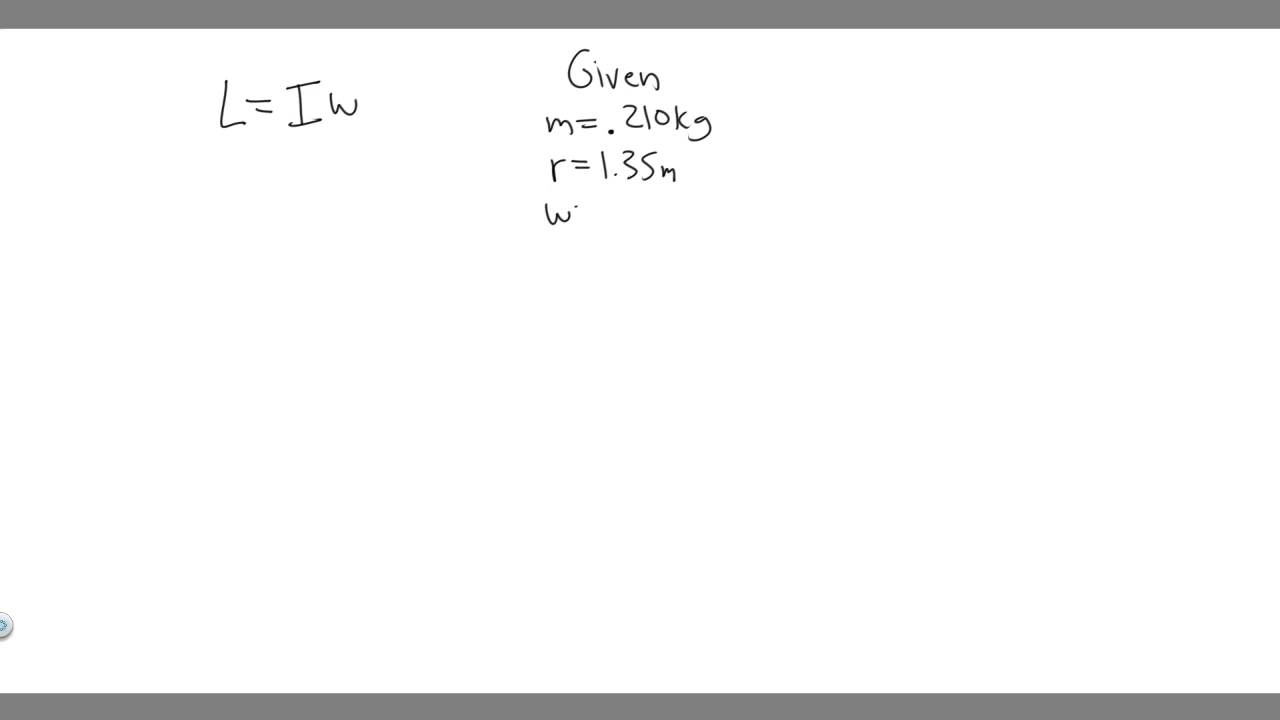 L = Iw
Given
m = .210kg
r = 1.35m
w